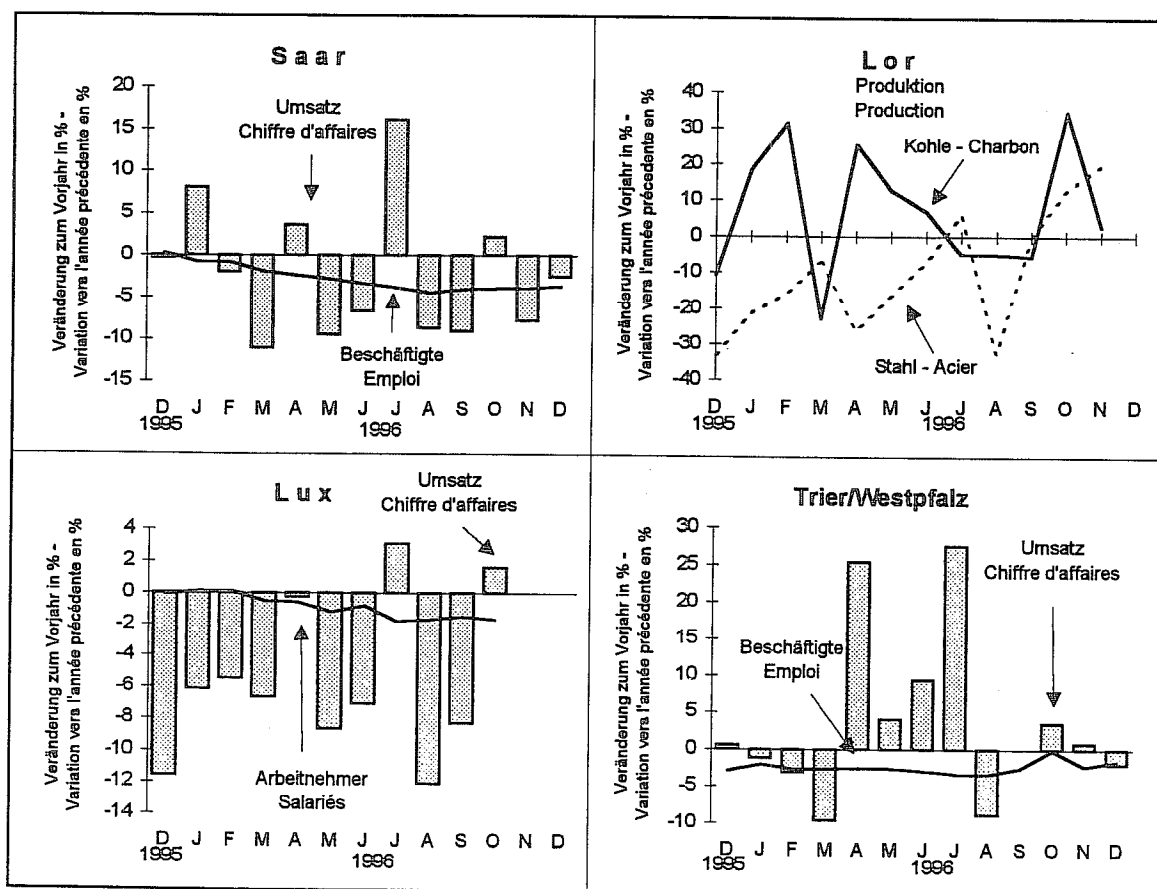 Saar
Veränderung zum Vorjahr in % -
Variation vers l'année précédente en %
20
15
10
5
0
-5
-10
-15
Umsatz
Chiffre d'affaires
Beschäftigte
Emploi
D J F M A M J J A S O N D
1995 1996
Lor
Produktion
Production
Veränderung zum Vorjahr in % -
Variation vers l'année précédente en %
40
30
20
10
0
-10
-20
-30
-40
Kohle - Charbon
Stahl - Acier
D J F M A M J J A S O N D
1995 1996
Lux
Umsatz
Chiffre d'affaires
Veränderung zum Vorjahr in % -
Variation vers l'année précédente en %
4
2
0
-2
-4
-6
-8
-10
-12
-14
Arbeitnehmer
Salariés
D J F M A M J J A S O N D
1995 1996
Trier/Westpfalz
Veränderung zum Vorjahr in % -
Variation vers l'année précédente en %
30
25
20
15
10
5
0
-5
-10
Umsatz
Chiffre d'affaires
Beschäftigte
Emploi
D J F M A M J J A S O N D
1995 1996